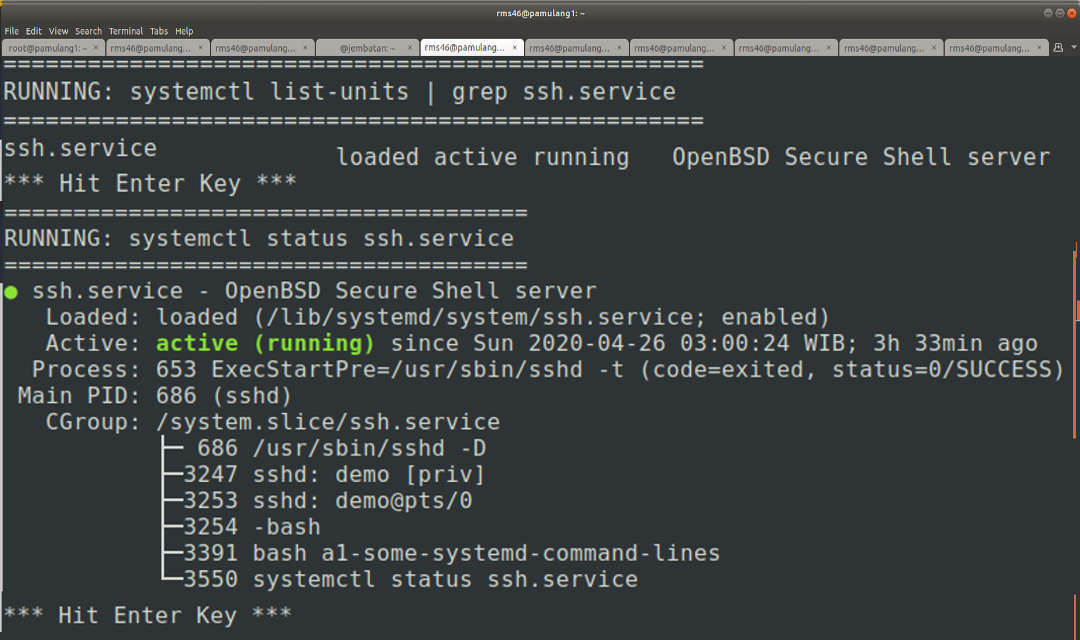 rms46@pamulang1: ~
File Edit View Search Terminal Tabs Help
root@pamulang1: ~ × rms46@pamulang... × rms46@pamulang... × @jembatan: ~ × rms46@pamulang... × rms46@pamulang... × rms46@pamulang... × rms46@pamulang... × rms46@pamulang... × rms46@pamulang... ×
==================================================
RUNNING: systemctl list-units | grep ssh.service
==================================================
ssh.service loaded active running OpenBSD Secure Shell server
*** Hit Enter Key ***
======================================
RUNNING: systemctl status ssh.service
======================================
● ssh.service - OpenBSD Secure Shell server
Loaded: loaded (/lib/systemd/system/ssh.service; enabled)
Active: active (running) since Sun 2020-04-26 03:00:24 WIB; 3h 33min ago
Process: 653 ExecStartPre=/usr/sbin/sshd -t (code=exited, status=0/SUCCESS)
Main PID: 686 (sshd)
CGroup: /system.slice/ssh.service
├─ 686 /usr/sbin/sshd -D
├─3247 sshd: demo [priv]
├─3253 sshd: demo@pts/0
├─3254 -bash
├─3391 bash a1-some-systemd-command-lines
└─3550 systemctl status ssh.service
*** Hit Enter Key ***